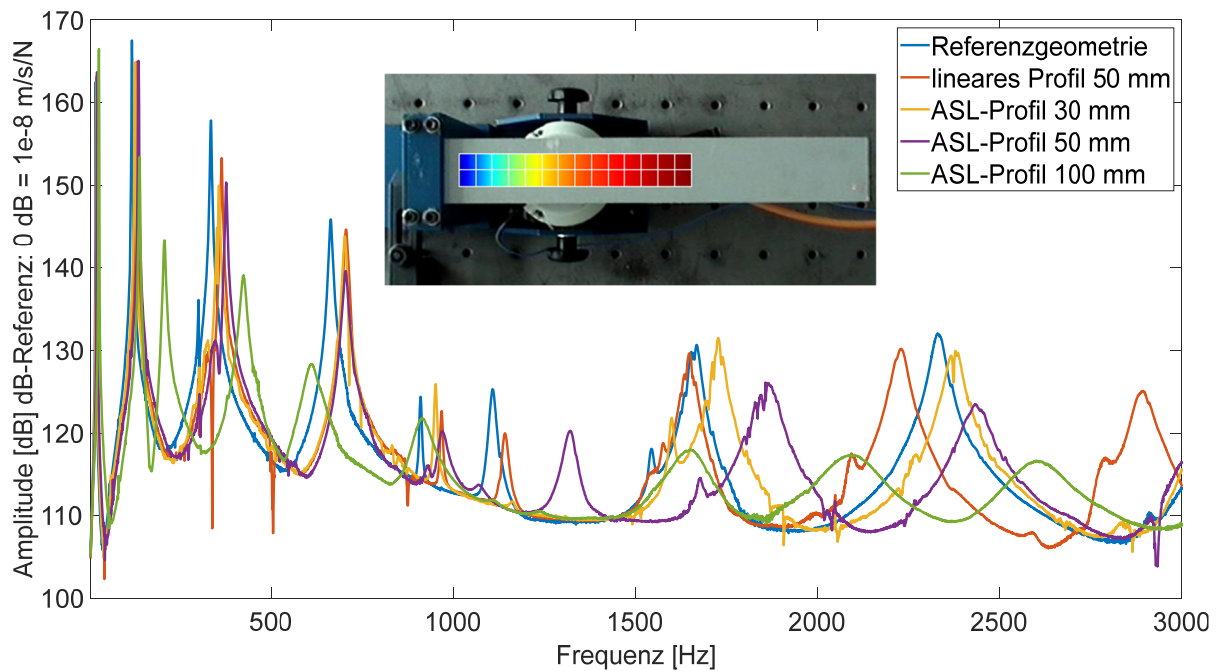 Amplitude [dB] dB-Referenz: 0 dB = 1e-8 m/s/N
170
160
150
140
130
120
110
100
500
1000
1500
2000
2500
3000
Frequenz [Hz]
Referenzgeometrie
lineares Profil 50 mm
ASL-Profil 30 mm
ASL-Profil 50 mm
ASL-Profil 100 mm